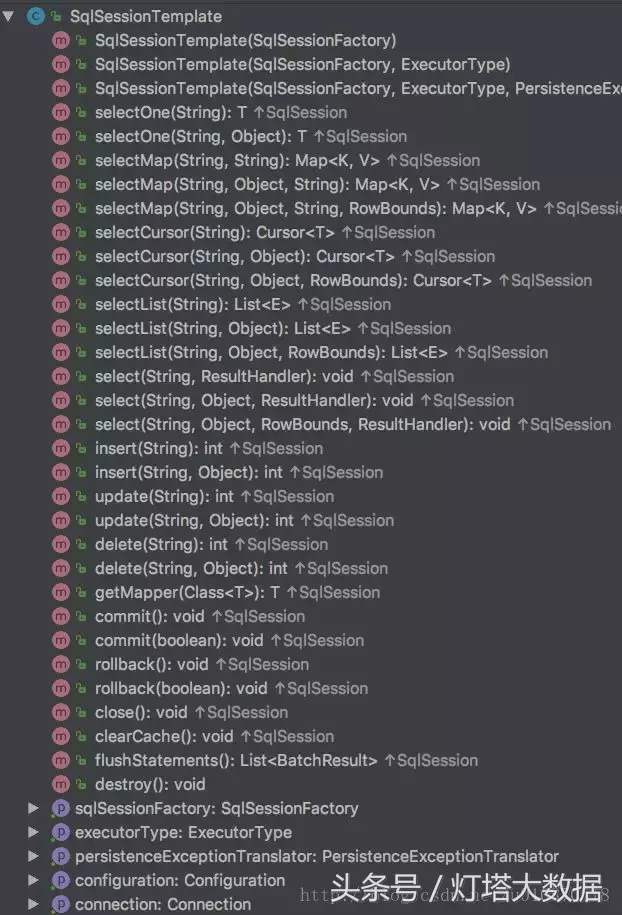 SqlSessionTemplate
SqlSessionTemplate(SqlSessionFactory)
SqlSessionTemplate(SqlSessionFactory, ExecutorType)
SqlSessionTemplate(SqlSessionFactory, ExecutorType, PersistenceEx
selectOne(String): T ↑SqlSession
selectOne(String, Object): T ↑SqlSession
selectMap(String, String): Map<K, V> ↑SqlSession
selectMap(String, Object, String): Map<K, V> ↑SqlSession
selectMap(String, Object, String, RowBounds): Map<K, V> ↑SqlSessi
selectCursor(String): Cursor<T> ↑SqlSession
selectCursor(String, Object): Cursor<T> ↑SqlSession
selectCursor(String, Object, RowBounds): Cursor<T> ↑SqlSession
selectList(String): List<E> ↑SqlSession
selectList(String, Object): List<E> ↑SqlSession
selectList(String, Object, RowBounds): List<E> ↑SqlSession
select(String, ResultHandler): void ↑SqlSession
select(String, Object, ResultHandler): void ↑SqlSession
select(String, Object, RowBounds, ResultHandler): void ↑SqlSession
insert(String): int ↑SqlSession
insert(String, Object): int ↑SqlSession
update(String): int ↑SqlSession
update(String, Object): int ↑SqlSession
delete(String): int ↑SqlSession
delete(String, Object): int ↑SqlSession
getMapper(Class<T>): T ↑SqlSession
commit(): void ↑SqlSession
commit(boolean): void ↑SqlSession
rollback(): void ↑SqlSession
rollback(boolean): void ↑SqlSession
close(): void ↑SqlSession
clearCache(): void ↑SqlSession
flushStatements(): List<BatchResult> ↑SqlSession
destroy(): void
sqlSessionFactory: SqlSessionFactory
executorType: ExecutorType
persistenceExceptionTranslator: PersistenceExceptionTranslator
configuration: Configuration
头条号 / 灯塔大数据
connection: Connection